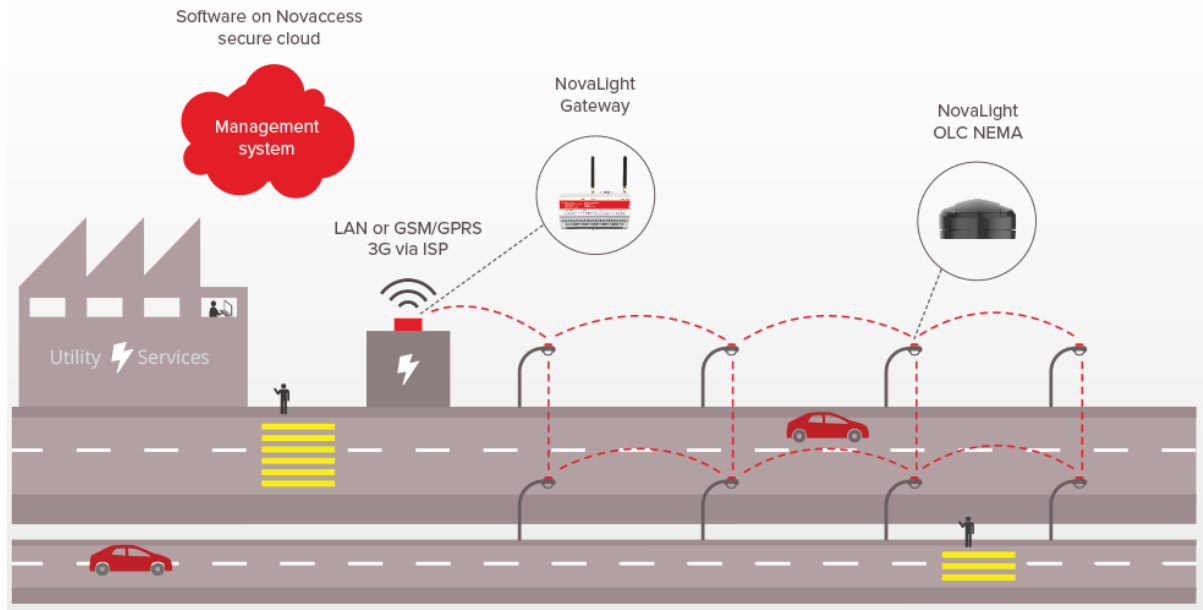 Software on Novaccess
secure cloud
Management
system
NovaLight
Gateway
NovaLight
OLC NEMA
LAN or GSM/GPRS
3G via ISP
Utility Services